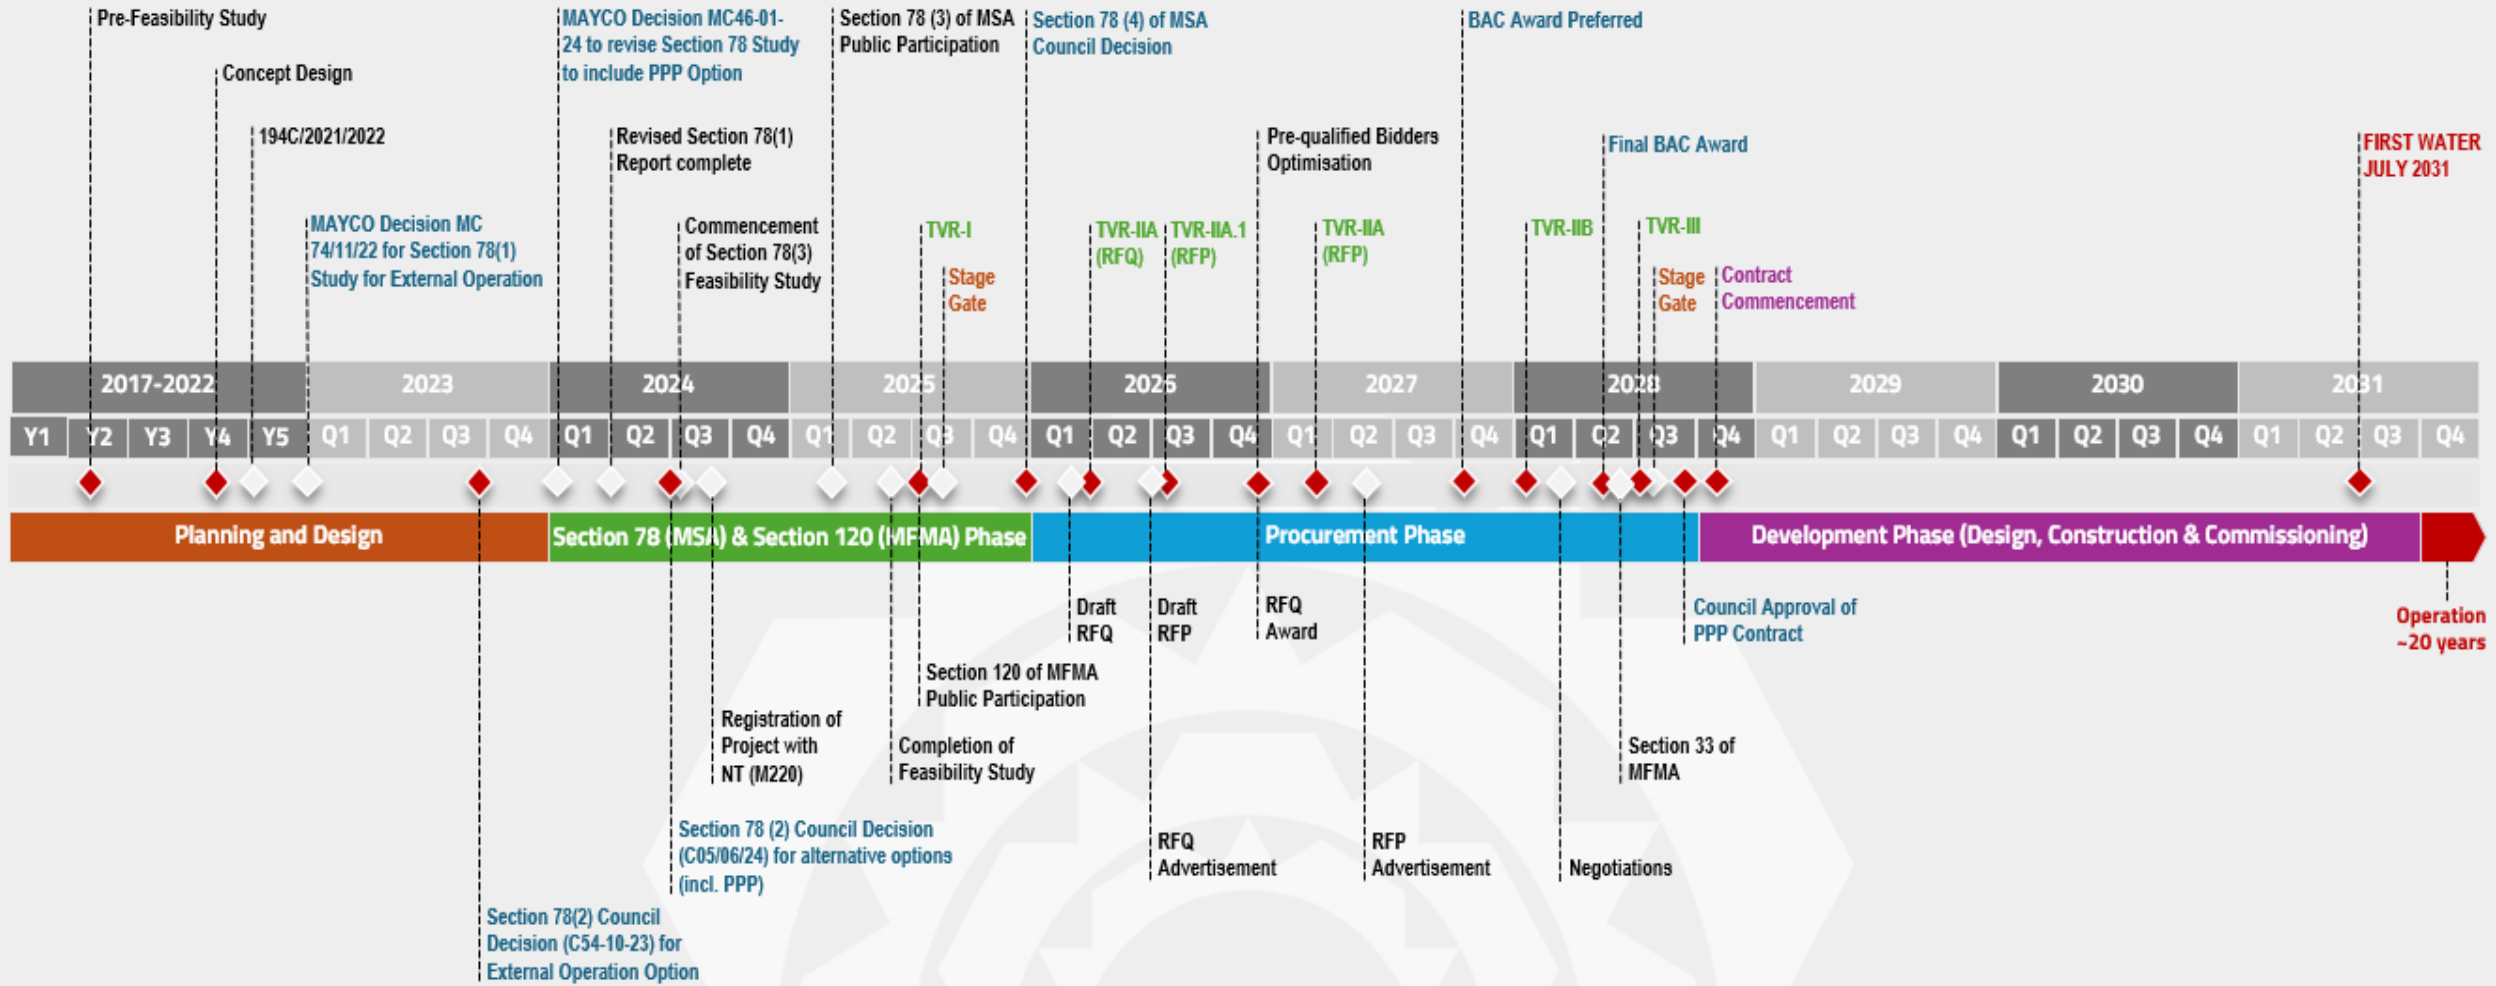 Pre-Feasibility Study
Concept Design
194C/2021/2022
MAYCO Decision MC
74/11/22 for Section 78(1)
Study for External Operation
MAYCO Decision MC46-01-
24 to revise Section 78 Study
to include PPP Option
Revised Section 78(1)
Report complete
Commencement
of Section 78(3)
Feasibility Study
Section 78 (3) of MSA
Public Participation
TVR-I
Stage
Gate
Section 78 (4) of MSA
Council Decision
TVR-IIA
(RFQ)
TVR-IIA.1
(RFP)
Pre-qualified Bidders
Optimisation
TVR-IIA
(RFP)
BAC Award Preferred
TVR-IIB
Final BAC Award
TVR-III
Stage
Gate
Contract
Commencement
FIRST WATER
JULY 2031
2017-2022 2023 2024 2025 2026 2027 2028 2029 2030 2031
Y1 Y2 Y3 Y4 Y5 Q1 Q2 Q3 Q4 Q1 Q2 Q3 Q4 Q1 Q2 Q3 Q4 Q1 Q2 Q3 Q4 Q1 Q2 Q3 Q4 Q1 Q2 Q3 Q4 Q1 Q2 Q3 Q4 Q1 Q2 Q3 Q4 Q1 Q2 Q3 Q4
Planning and Design
Section 78 (MSA) & Section 120 (MFMA) Phase
Procurement Phase
Development Phase (Design, Construction & Commissioning)
Section 78(2) Council
Decision (C54-10-23) for
External Operation Option
Section 78 (2) Council Decision
(C05/06/24) for alternative options
(incl. PPP)
Registration of
Project with
NT (M220)
Completion of
Feasibility Study
Section 120 of MFMA
Public Participation
Draft
RFQ
Draft
RFP
RFQ
Advertisement
RFQ
Award
RFP
Advertisement
Negotiations
Section 33 of
MFMA
Council Approval of
PPP Contract
Operation
~20 years